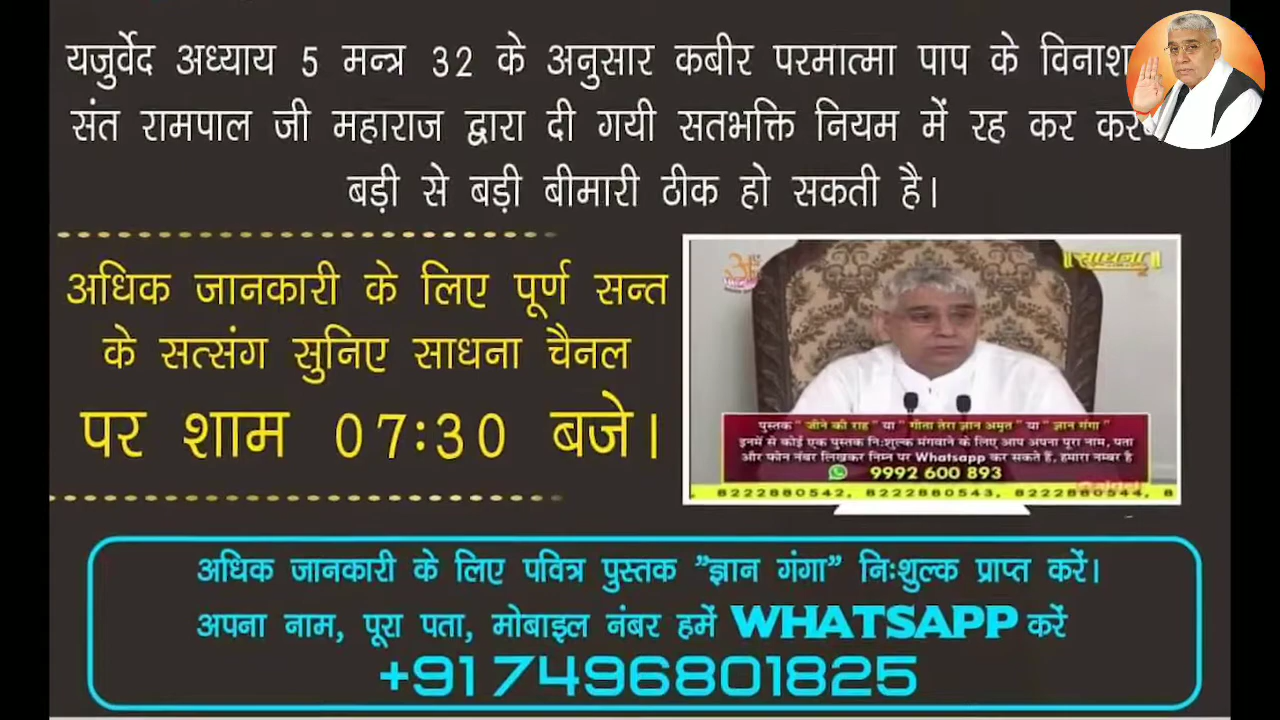 यजुर्वेद अध्याय 5 मन्त्र 32 के अनुसार कबीर परमात्मा पाप के
संत रामपाल जी महाराज द्वारा दी गयी सतभक्ति नियम में रह कर
बड़ी से बड़ी बीमारी ठीक हो सकती है।
अधिक जानकारी के लिए पूर्ण सन्त
के सत्संग सुनिए साधना चैनल
पर शाम 07:30 बजे।
साधना
पुस्तक "जीने की राह" या "गीता तेरा ज्ञान अमृत" या "ज्ञान गंगा"
इनमें से कोई एक पुस्तक नि:शुल्क मंगवाने के लिए आप अपना पूरा नाम, पता
और फोन नंबर लिखकर निम्न पर Whatsapp कर सकते हैं, हमारा नम्बर है
9992 600 893
8222880542, 8222880543, 8222880544,
अधिक जानकारी के लिए पवित्र पुस्तक "ज्ञान गंगा" निःशुल्क प्राप्त करें।
अपना नाम, पूरा पता, मोबाइल नंबर हमें WHATSAPP करें
+91 7496801825